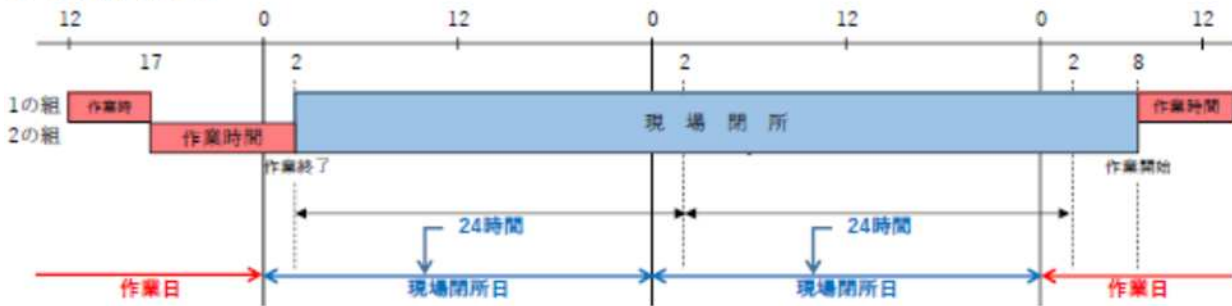 12 0 12 0 12 0 12
17 2 2 2 8
1の組 作業時 現場閉所 作業時間
2の組 作業時間
作業終了 作業開始
24時間 24時間
作業日 現場閉所日 現場閉所日 作業日